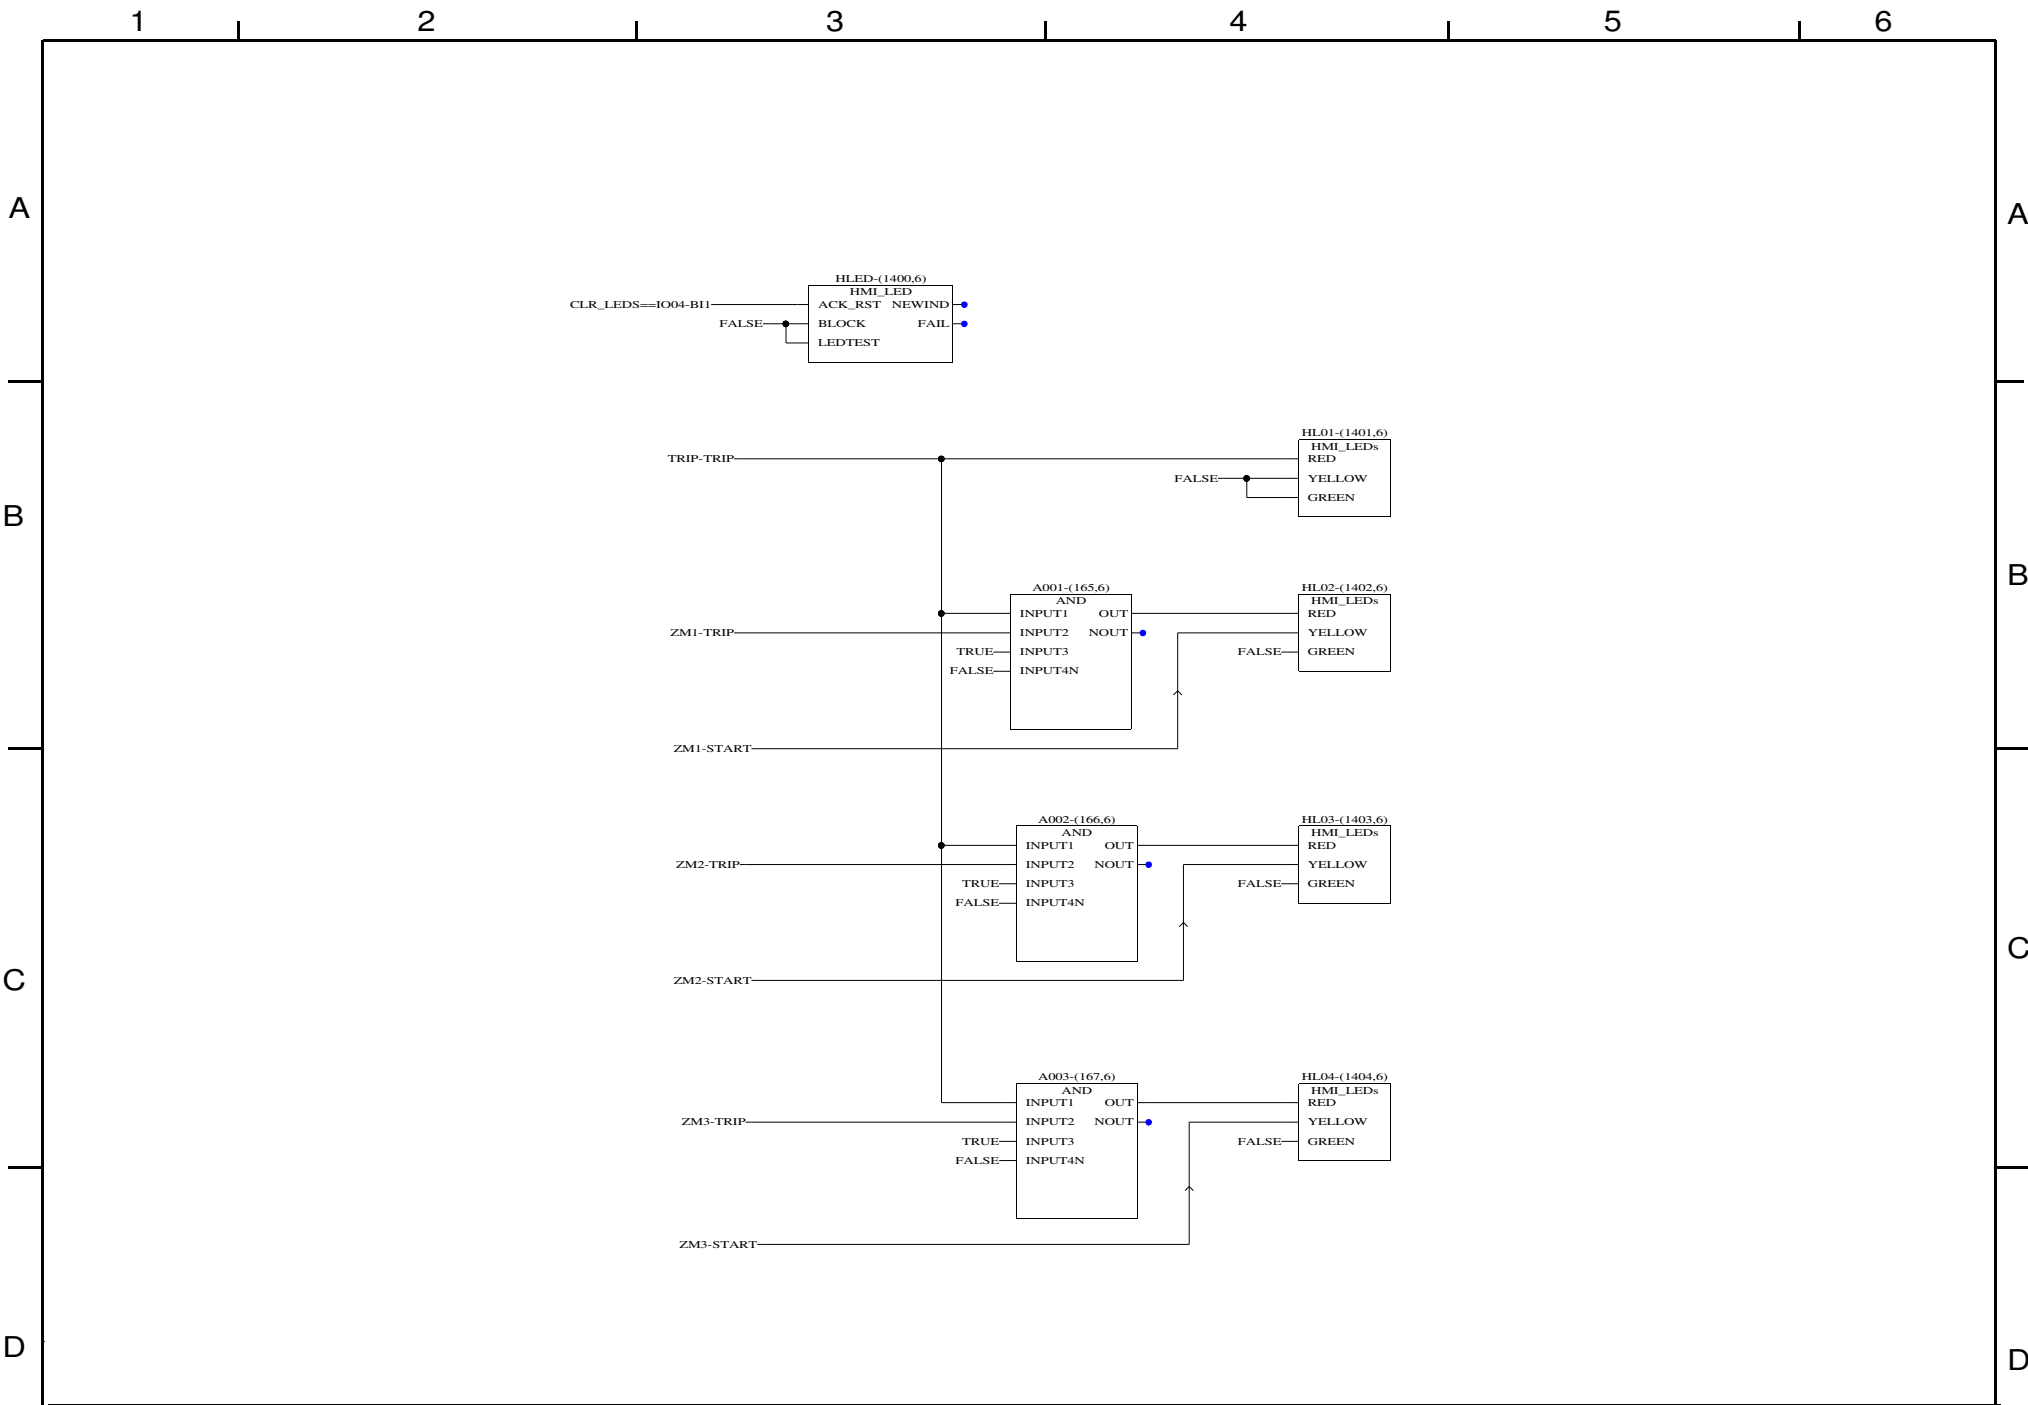 1 2 3 4 5 6
A A
HLED-(1400,6)
HMI_LED
CLR_LEDS==IO04-BI1 ACK_RST NEWIND
FALSE BLOCK FAIL
LEDTEST
HL01-(1401,6)
HMI_LEDs
TRIP-TRIP RED
FALSE YELLOW
GREEN
B B
A001-(165,6) HL02-(1402,6)
AND HMI_LEDs
INPUT1 OUT RED
ZM1-TRIP INPUT2 NOUT YELLOW
TRUE INPUT3 FALSE GREEN
FALSE INPUT4N
ZM1-START
A002-(166,6) HL03-(1403,6)
AND HMI_LEDs
INPUT1 OUT RED
ZM2-TRIP INPUT2 NOUT YELLOW
TRUE INPUT3 FALSE GREEN
FALSE INPUT4N
C C
ZM2-START
A003-(167,6) HL04-(1404,6)
AND HMI_LEDs
INPUT1 OUT RED
ZM3-TRIP INPUT2 NOUT YELLOW
TRUE INPUT3 FALSE GREEN
FALSE INPUT4N
ZM3-START
D D